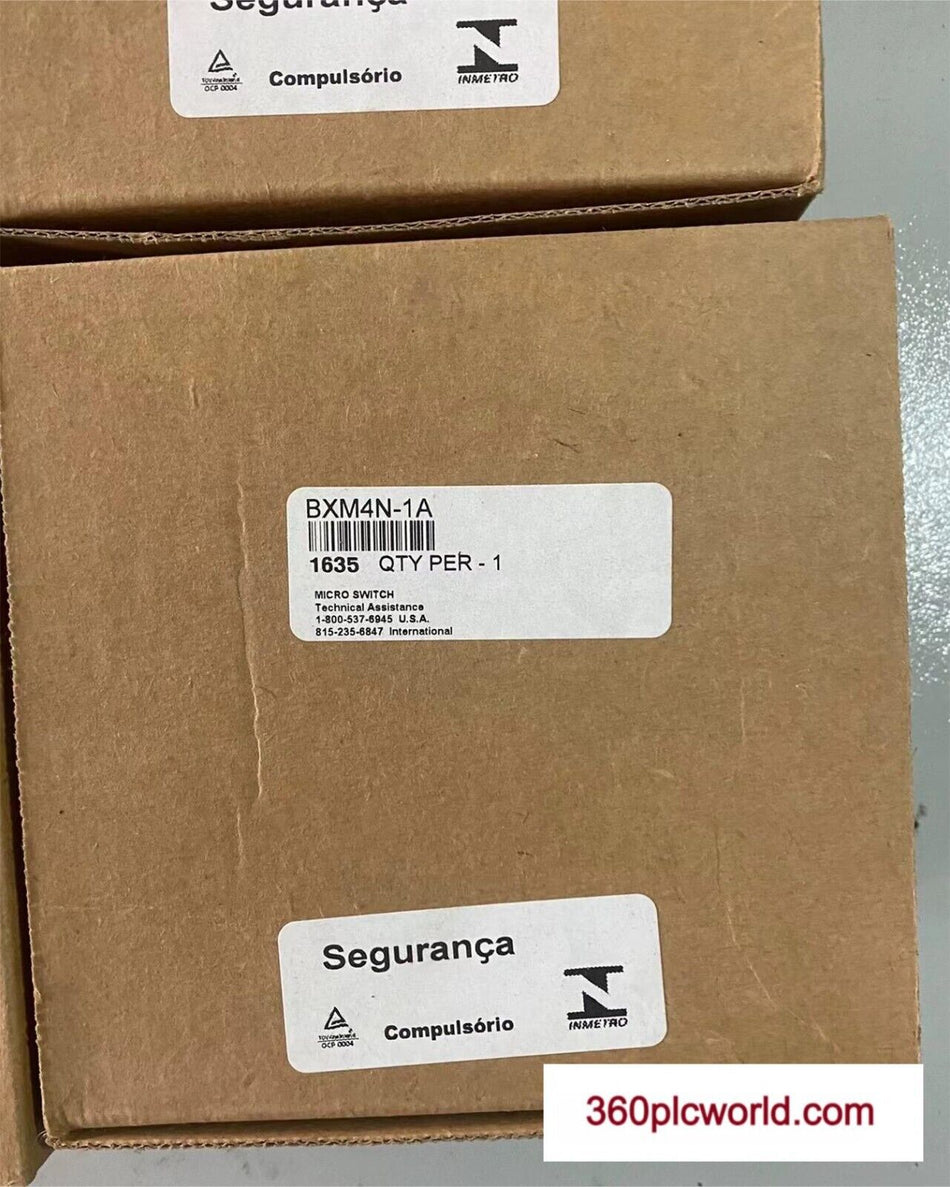 Segurança
OCP 0004
Compulsório
INMETRO
BXM4N-1A
1635 QTY PER - 1
MICRO SWITCH
Technical Assistance
1-800-537-6945 U.S.A.
815-235-6847 International
Segurança
OCP 0004
Compulsório
INMETRO
360plcworld.com